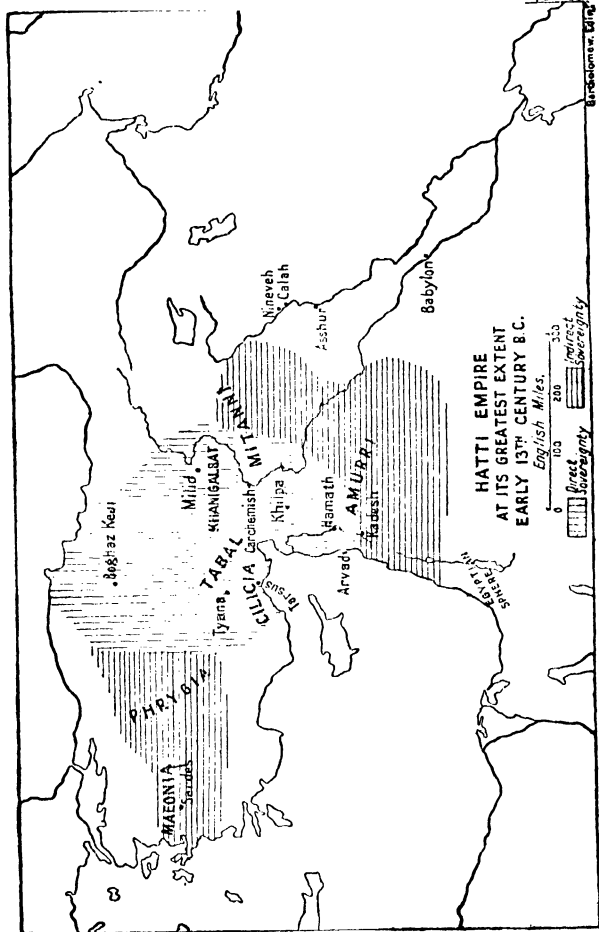 Boghaz Keui
PHRYGIA
MAEONIA
Sardes
Milid
KHANIGALBAT
TABAL
Tyana
CILICIA
Tarsus
Carchemish
MITANNI
Khilpa
Nineveh
Calah
Asshur
Hamath
AMURRI
Kadesh
Arvad
Babylon
EGYPTIAN
SPHERE
HATTI EMPIRE
AT ITS GREATEST EXTENT
EARLY 13TH CENTURY B.C.
English Miles.
0 100 200 300
Direct
Sovereignty
Indirect
Sovereignty
Bartholomew, Edinr